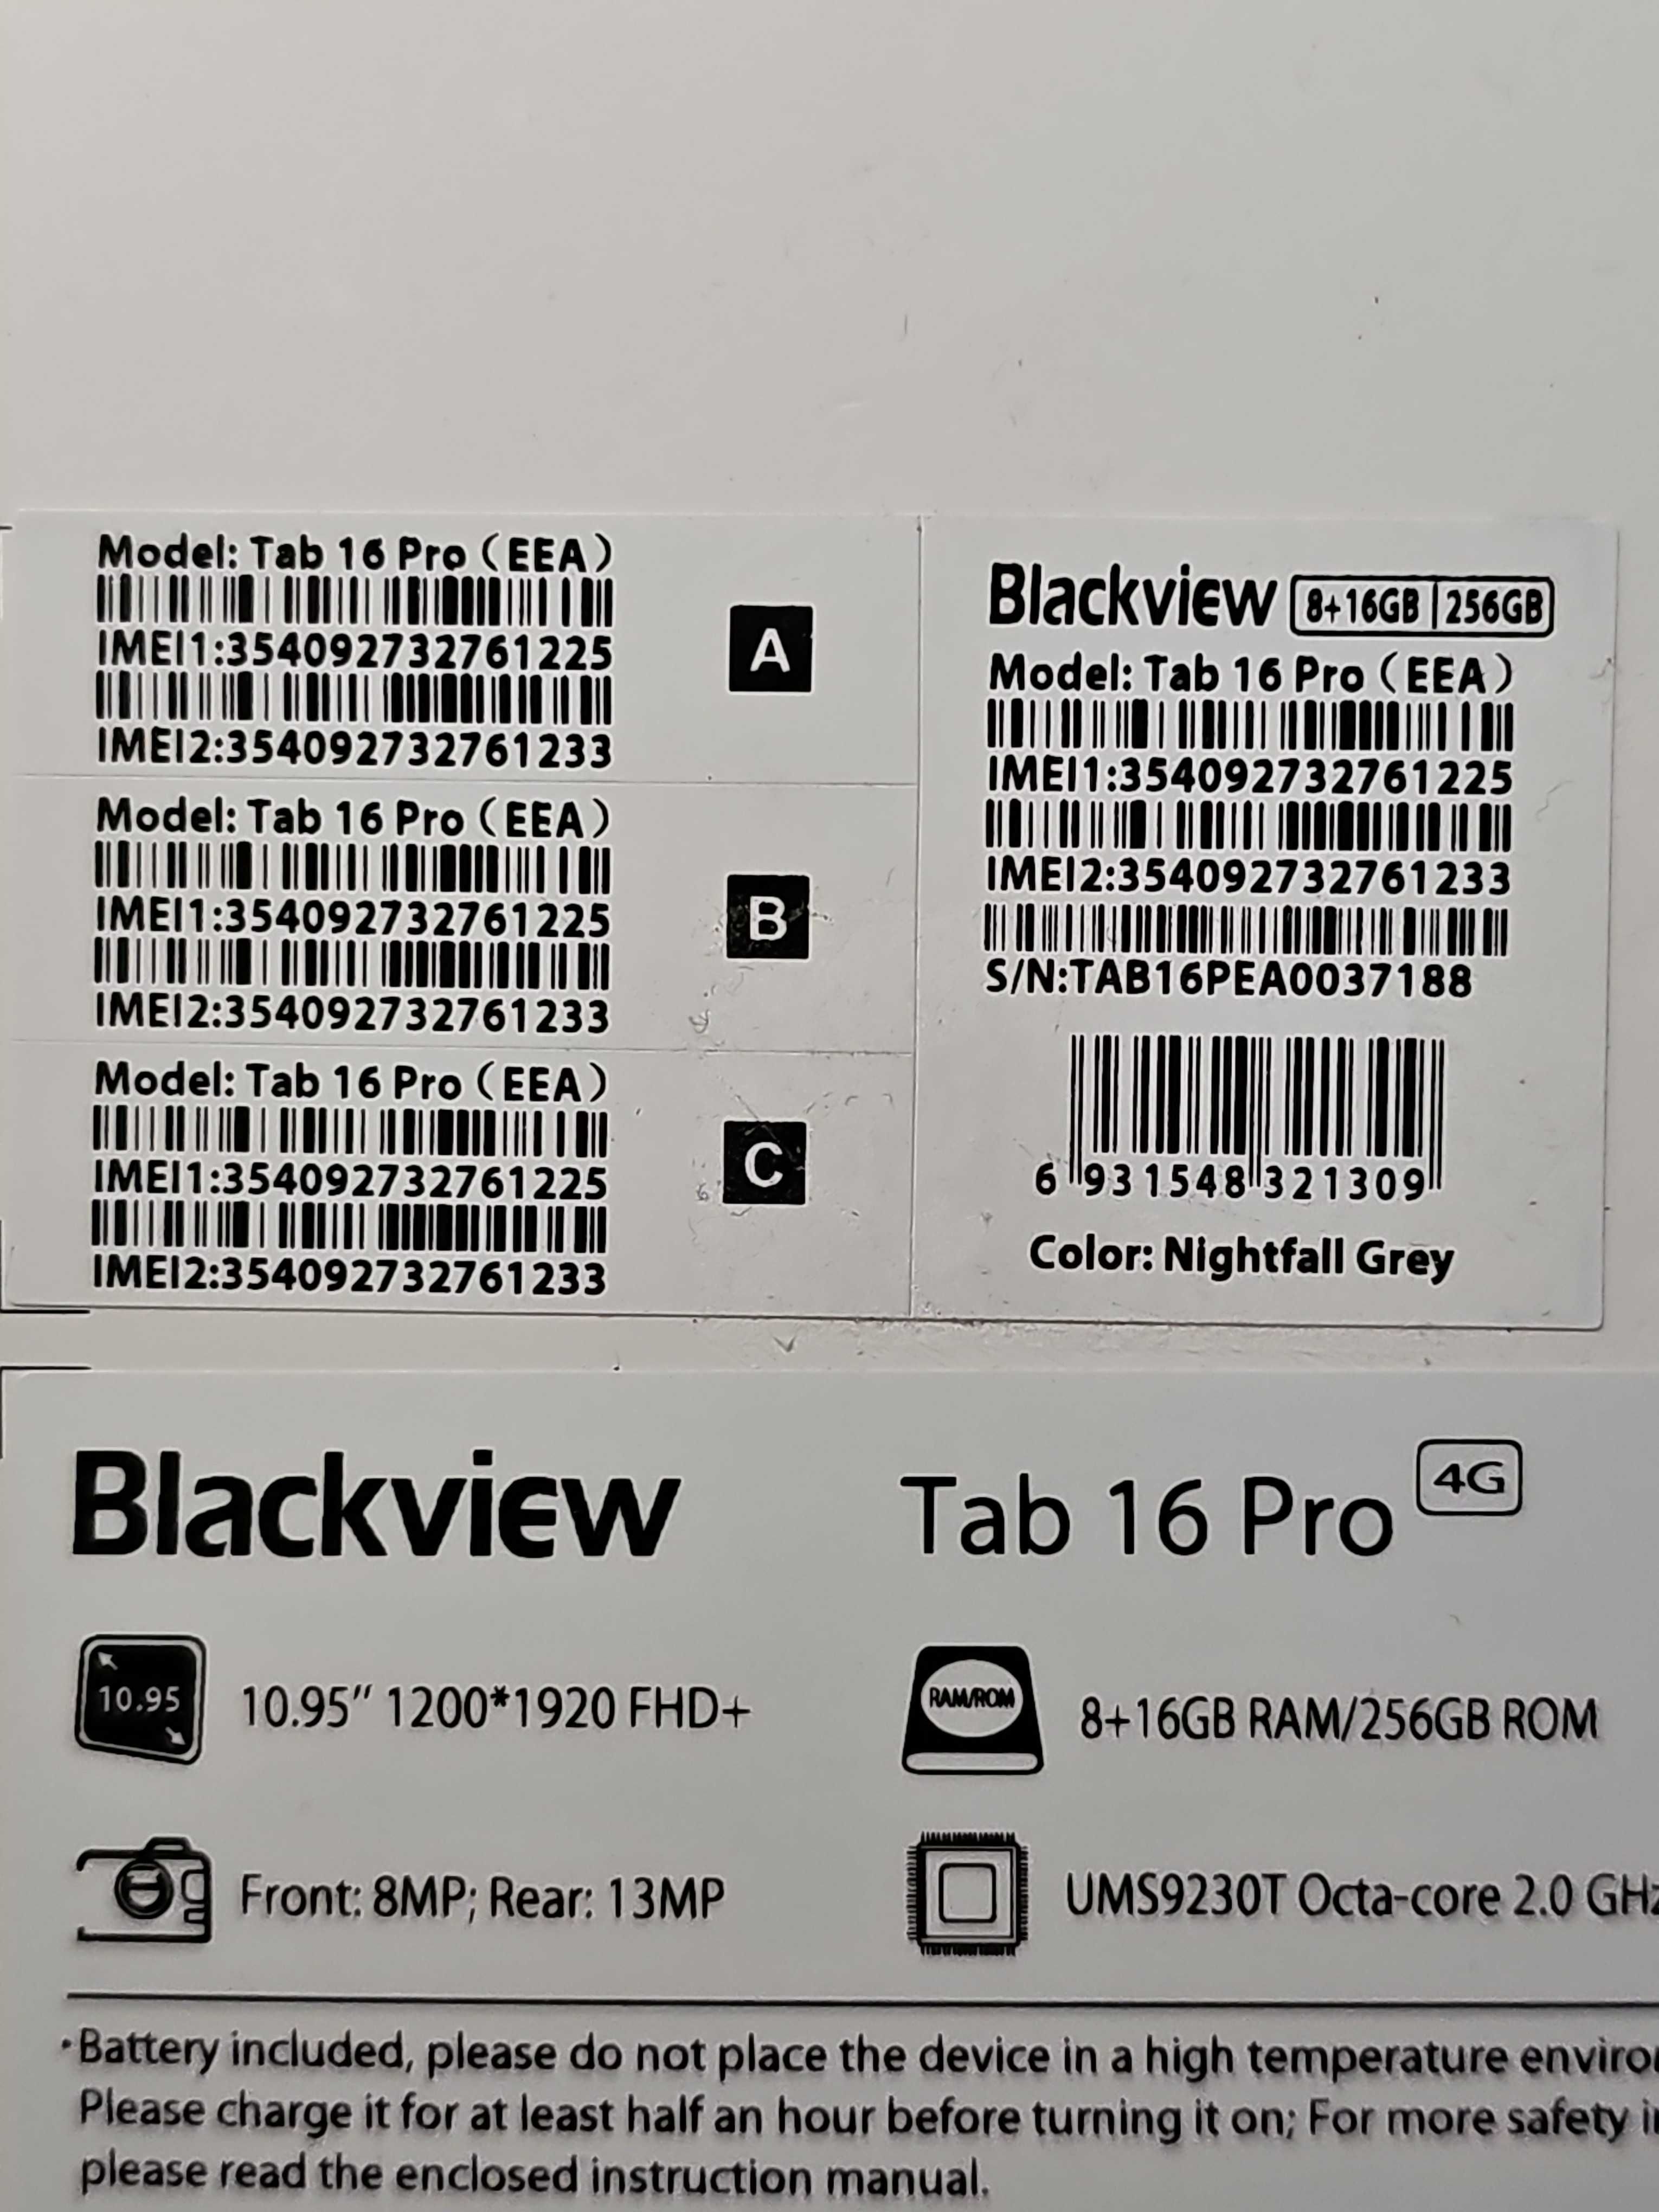 Model: Tab 16 Pro（EEA）
IMEI1:354092732761225
IMEI2:354092732761233
A
Model: Tab 16 Pro（EEA）
IMEI1:354092732761225
IMEI2:354092732761233
B
Model: Tab 16 Pro（EEA）
IMEI1:354092732761225
IMEI2:354092732761233
C
Blackview 8+16GB | 256GB
Model: Tab 16 Pro（EEA）
IMEI1:354092732761225
IMEI2:354092732761233
S/N:TAB16PEA0037188
6 931548 321309
Color: Nightfall Grey
Blackview
Tab 16 Pro 4G
10.95
10.95” 1200*1920 FHD+
RAM/ROM
8+16GB RAM/256GB ROM
Front: 8MP; Rear: 13MP
UMS9230T Octa-core 2.0 GHz
·Battery included, please do not place the device in a high temperature
Please charge it for at least half an hour before turning it on; For more safety
please read the enclosed instruction manual.